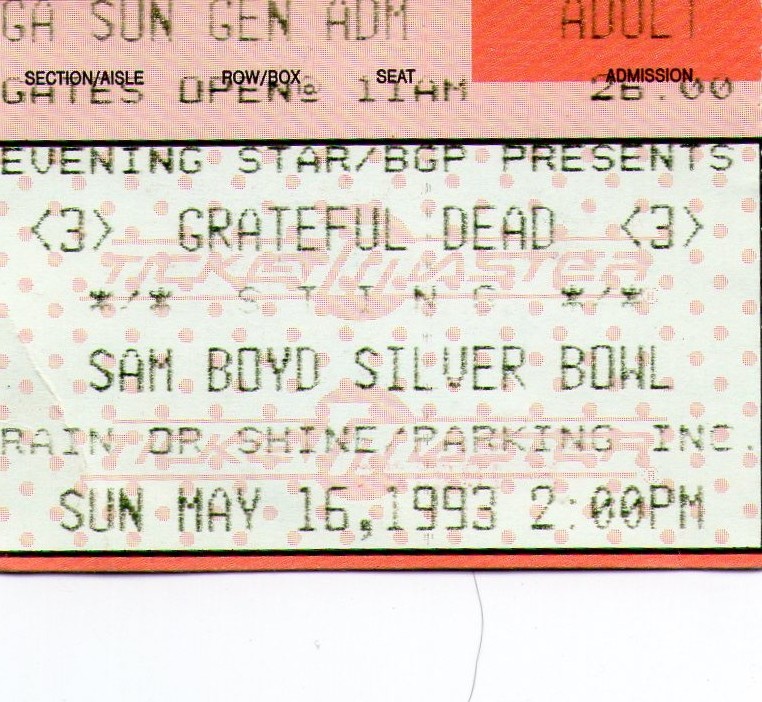 GA SUN GEN ADM ADULT
SECTION/AISLE ROW/BOX SEAT ADMISSION
GATES OPEN@ 11AM 26.00
EVENING STAR/BGP PRESENTS
<3> GRATEFUL DEAD <3>
TICKETMASTER
*/* S T I N G */*
SAM BOYD SILVER BOWL
RAIN OR SHINE/PARKING INC.
TICKETMASTER
SUN MAY 16,1993 2:00PM